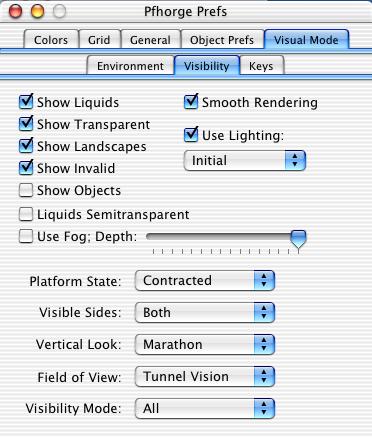 Pfhorge Prefs
Colors Grid General Object Prefs Visual Mode
Environment Visibility Keys
Show Liquids Smooth Rendering
Show Transparent
Use Lighting:
Show Landscapes
Initial
Show Invalid
Show Objects
Liquids Semitransparent
Use Fog; Depth:
Platform State: Contracted
Visible Sides: Both
Vertical Look: Marathon
Field of View: Tunnel Vision
Visibility Mode: All